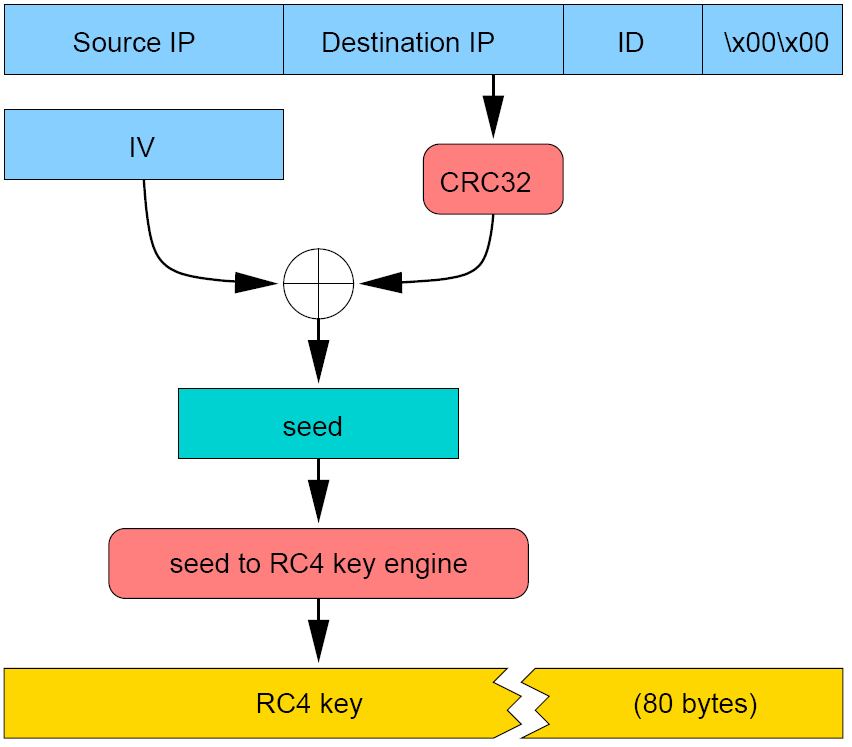 Source IP Destination IP ID \x00\x00
IV
CRC32
seed
seed to RC4 key engine
RC4 key (80 bytes)